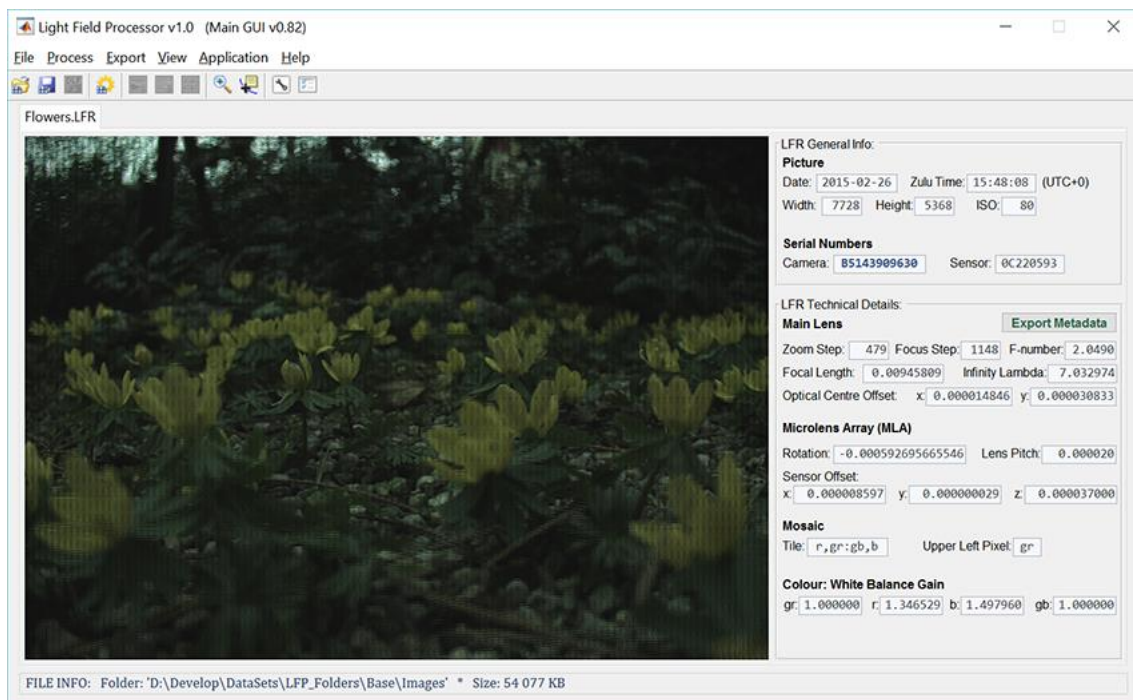 Light Field Processor v1.0 (Main GUI v0.82)
File Process Export View Application Help
Flowers.LFR
LFR General Info:
Picture
Date: 2015-02-26 Zulu Time: 15:48:08 (UTC+0)
Width: 7728 Height: 5368 ISO: 80
Serial Numbers
Camera: B5143909630 Sensor: 0C220593
LFR Technical Details:
Main Lens Export Metadata
Zoom Step: 479 Focus Step: 1148 F-number: 2.0490
Focal Length: 0.00945809 Infinity Lambda: 7.032974
Optical Centre Offset: x: 0.000014846 y: 0.000030833
Microlens Array (MLA)
Rotation: -0.000592695665546 Lens Pitch: 0.000020
Sensor Offset:
x: 0.000008597 y: 0.000000029 z: 0.000037000
Mosaic
Tile: r,gr:gb,b Upper Left Pixel: gr
Colour: White Balance Gain
gr: 1.000000 r: 1.346529 b: 1.497960 gb: 1.000000
FILE INFO: Folder: 'D:\Develop\DataSets\LFP_Folders\Base\Images' * Size: 54 077 KB